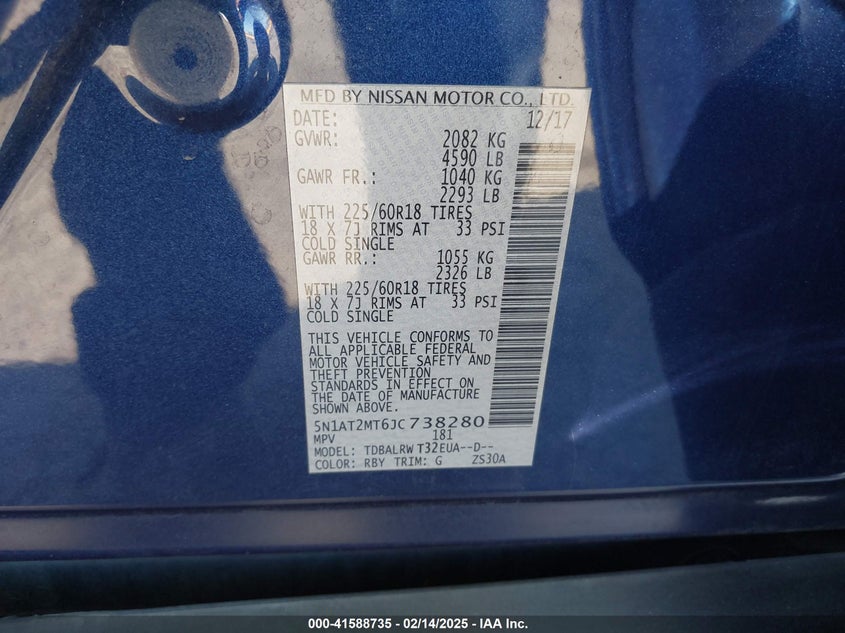 MFD BY NISSAN MOTOR CO., LTD.
DATE: 12/17
GVWR: 2082 KG
4590 LB
GAWR FR.: 1040 KG
2293 LB
WITH 225/60R18 TIRES
18 X 7J RIMS AT 33 PSI
COLD SINGLE
GAWR RR.: 1055 KG
2326 LB
WITH 225/60R18 TIRES
18 X 7J RIMS AT 33 PSI
COLD SINGLE
THIS VEHICLE CONFORMS TO
ALL APPLICABLE FEDERAL
MOTOR VEHICLE SAFETY AND
THEFT PREVENTION
STANDARDS IN EFFECT ON
THE DATE OF MANUFACTURE
SHOWN ABOVE.
5N1AT2MT6JC738280
MPV 181
MODEL: TDBALRW T32EUA--D--
COLOR: RBY TRIM: G ZS30A
000-41588735 - 02/14/2025 - IAA Inc.